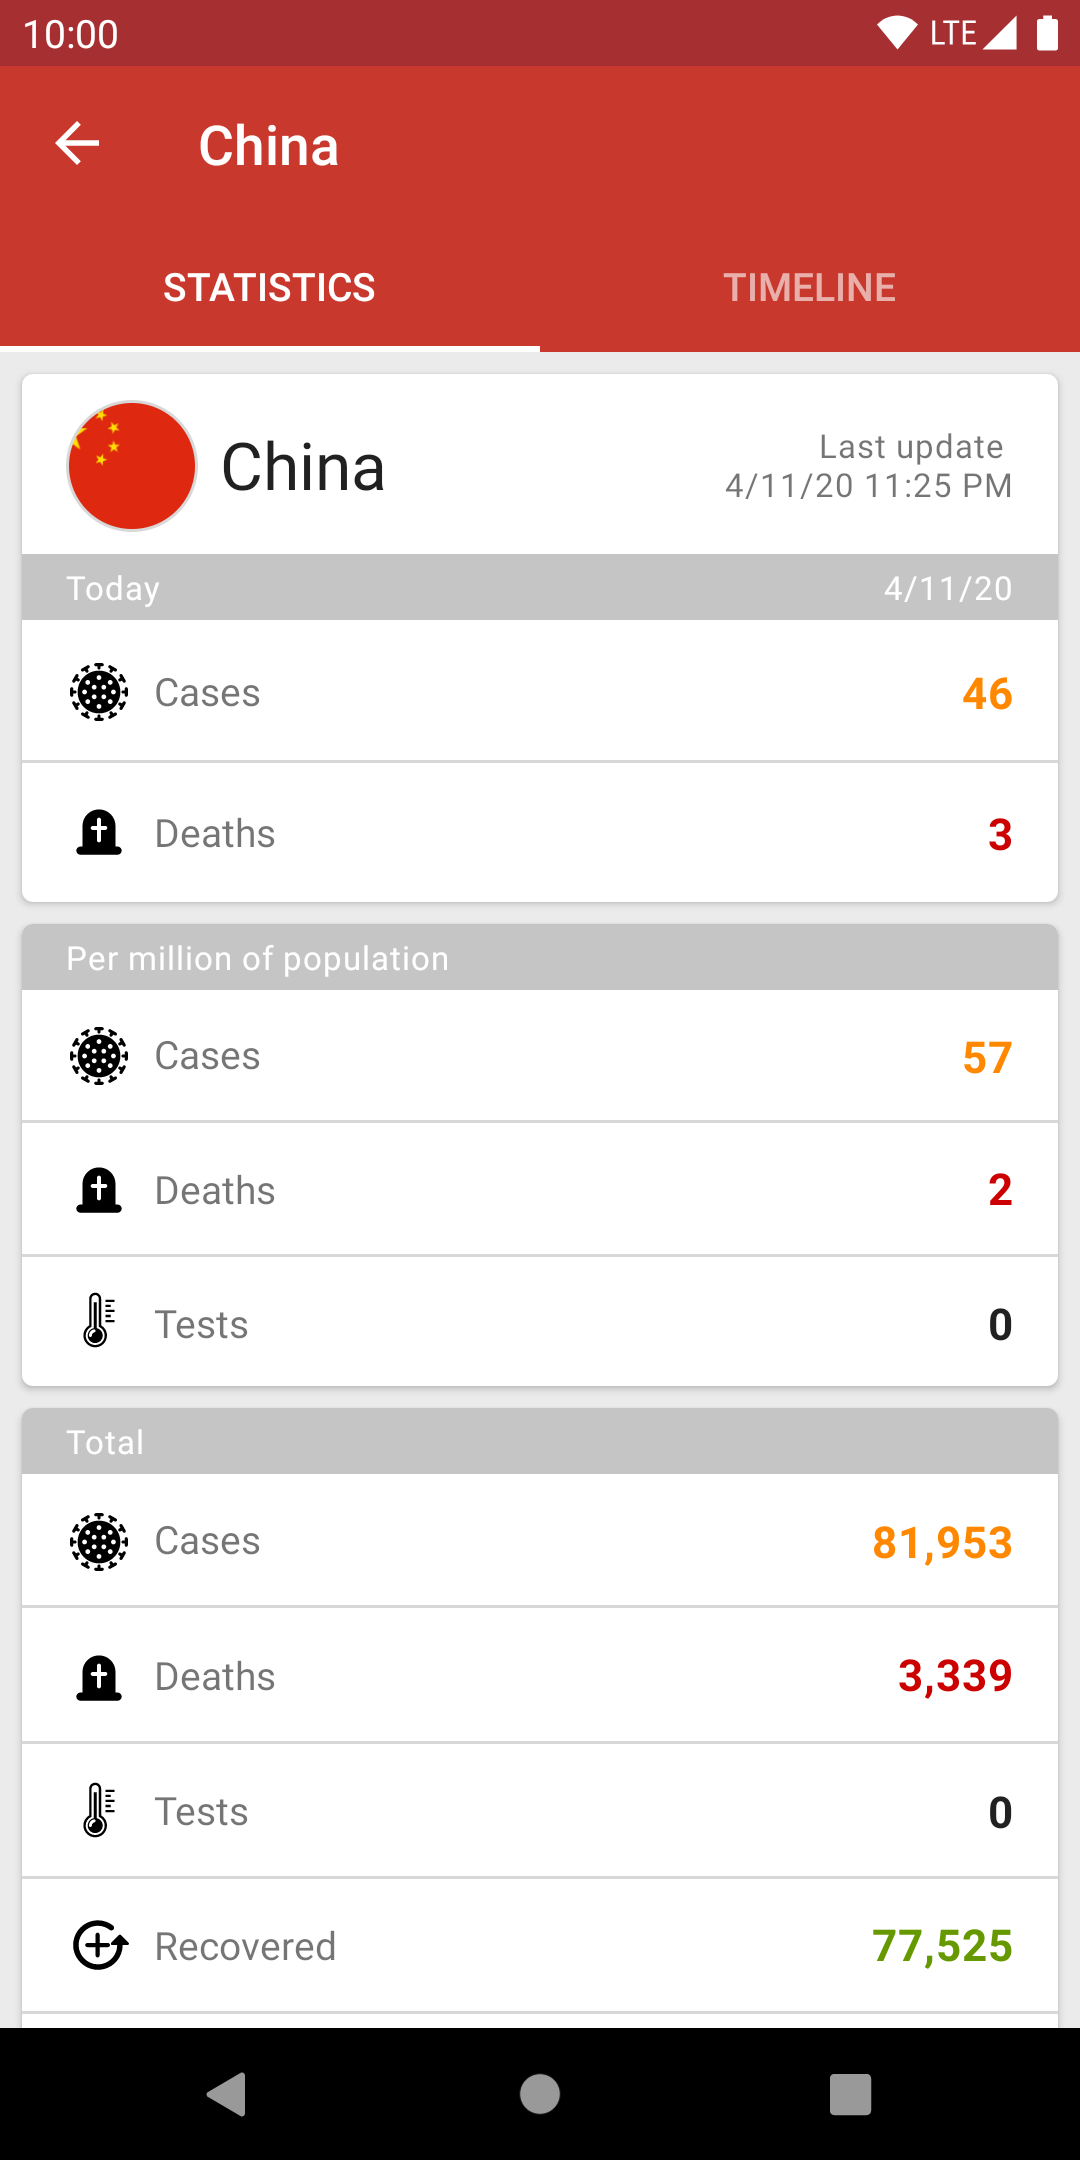 10:00
LTE
China
STATISTICS
TIMELINE
China
Last update
4/11/20 11:25 PM
Today
4/11/20
Cases
46
Deaths
3
Per million of population
Cases
57
Deaths
2
Tests
0
Total
Cases
81,953
Deaths
3,339
Tests
0
Recovered
77,525